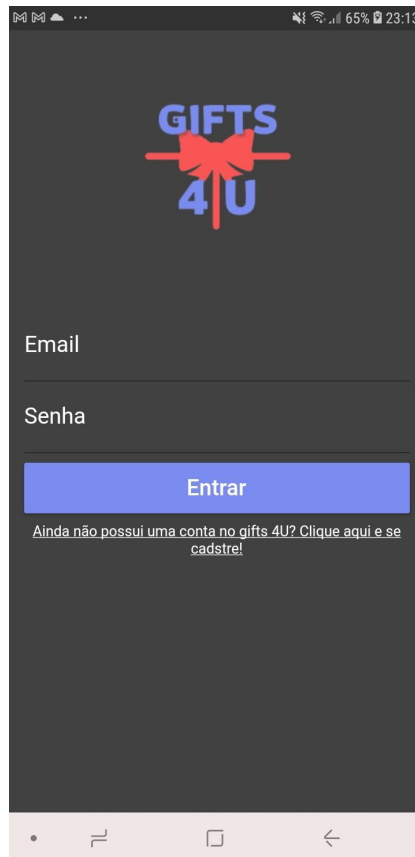 65% 23:13
GIFTS
4 U
Email
Senha
Entrar
Ainda não possui uma conta no gifts 4U? Clique aqui e se
cadstre!